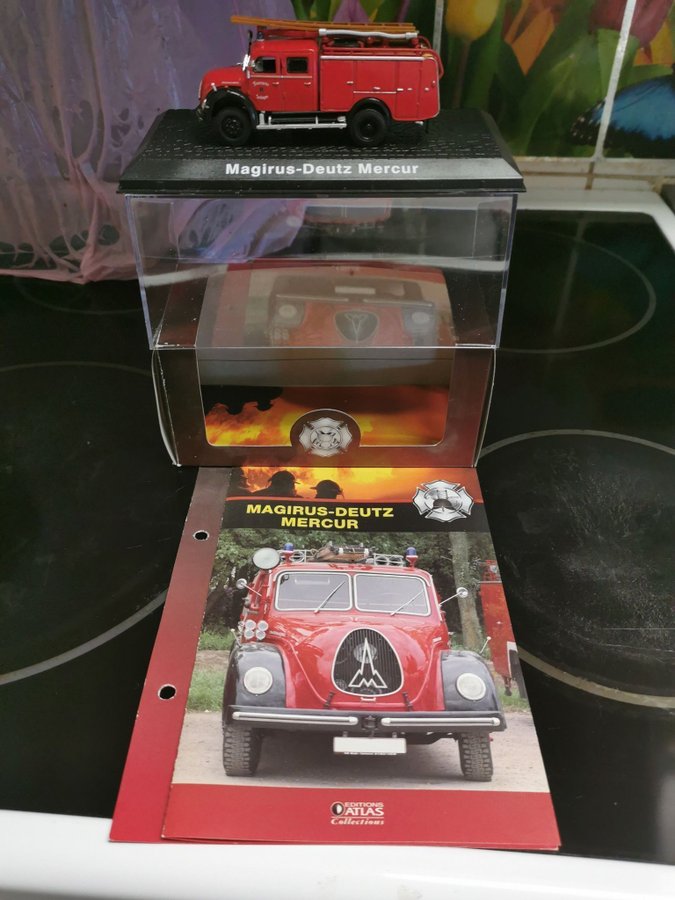 Magirus-Deutz Mercur
MAGIRUS-DEUTZ
MERCUR
EDITIONS
ATLAS
Collections